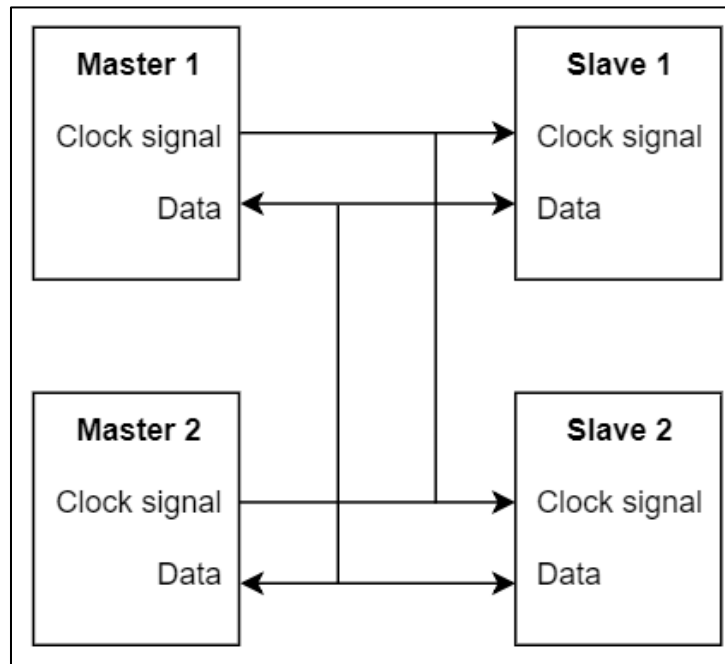 Master 1
Clock signal
Data
Slave 1
Clock signal
Data
Master 2
Clock signal
Data
Slave 2
Clock signal
Data